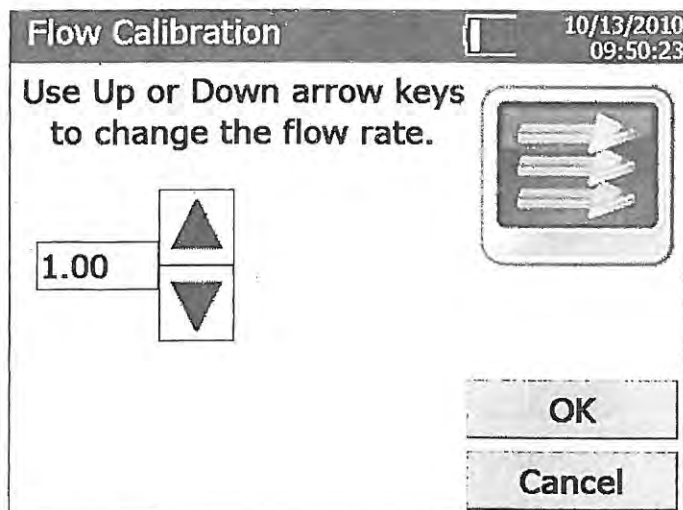 Flow Calibration
10/13/2010
09:50:23
Use Up or Down arrow keys
to change the flow rate.
1.00
OK
Cancel